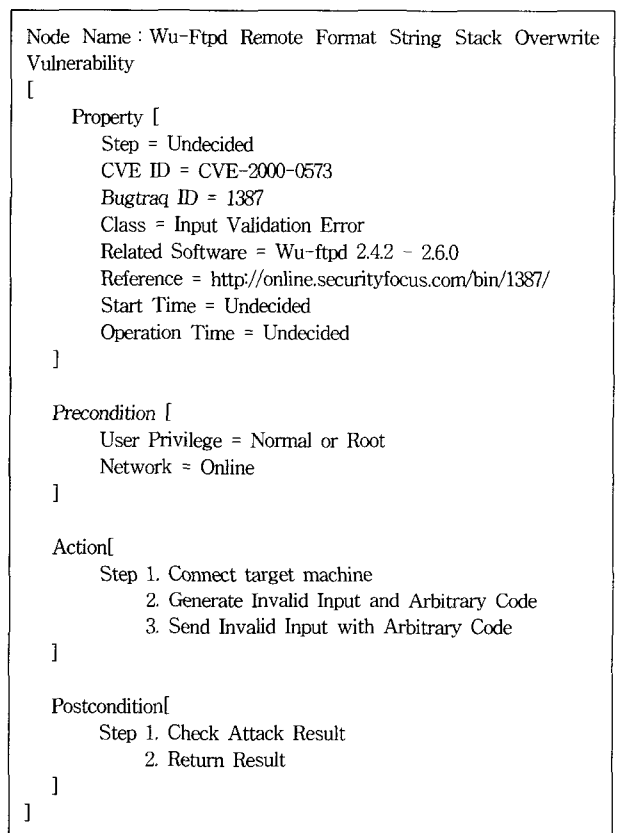 Node Name : Wu-Ftpd Remote Format String Stack Overwrite
Vulnerability
[
Property [
Step = Undecided
CVE ID = CVE-2000-0573
Bugtraq ID = 1387
Class = Input Validation Error
Related Software = Wu-ftpd 2.4.2 - 2.6.0
Reference = http://online.securityfocus.com/bin/1387/
Start Time = Undecided
Operation Time = Undecided
]
Precondition [
User Privilege = Normal or Root
Network = Online
]
Action[
Step 1. Connect target machine
2. Generate Invalid Input and Arbitrary Code
3. Send Invalid Input with Arbitrary Code
]
Postcondition[
Step 1. Check Attack Result
2. Return Result
]
]